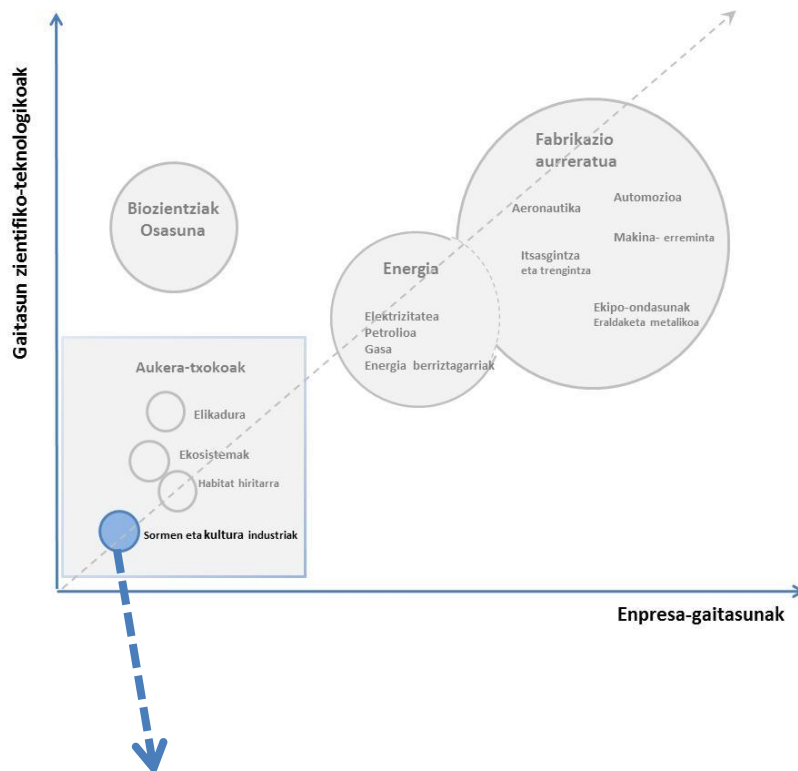 Gaitasun zientifiko-teknologikoak
Fabrikazio
aurreratua
Automozioa
Aeronautika
Makina- erreminta
Itsasgintza
eta trengintza
Ekipo-ondasunak
Eraldaketa metalikoa
Biozientziak
Osasuna
Energia
Elektrizitatea
Petrolioa
Gasa
Energia berriztagarriak
Aukera-txokoak
Elikadura
Ekosistemak
Habitat hiritarra
Sormen eta kultura industriak
Enpresa-gaitasunak